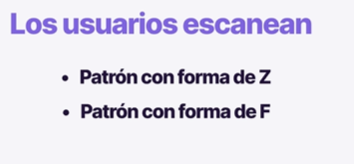 Los usuarios escanean
• Patrón con forma de Z
• Patrón con forma de F